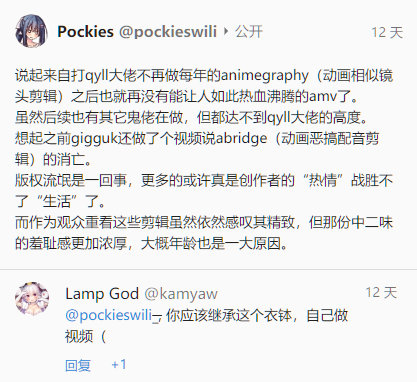 Pockies @pockieswili ▸ 公开 12 天
说起来自打qyll大佬不再做每年的animegraphy（动画相似镜
头剪辑）之后也就再没有能让人如此热血沸腾的amv了。
虽然后续也有其它鬼佬在做，但都达不到qyll大佬的高度。
想起之前gigguk还做了个视频说abridge（动画恶搞配音剪
辑）的消亡。
版权流氓是一回事，更多的或许真是创作者的“热情”战胜不
了“生活”了。
而作为观众重看这些剪辑虽然依然感叹其精致，但那份中二味
的羞耻感更加浓厚，大概年龄也是一大原因。
Lamp God @kamyaw 12 天
@pockieswili 你应该继承这个衣钵，自己做
视频（
回复 +1